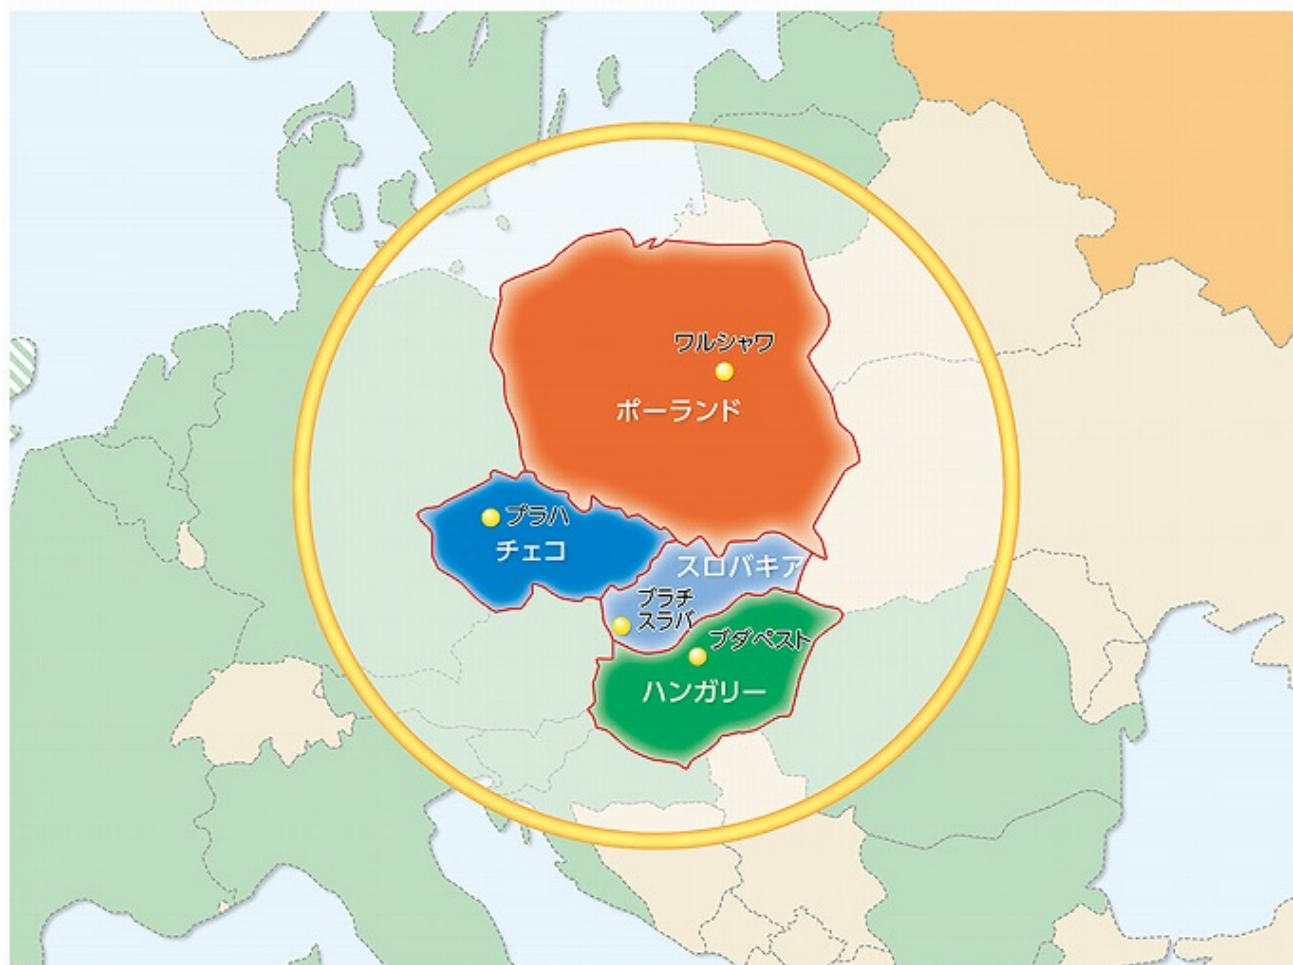 ワルシャワ
ポーランド
プラハ
チェコ
スロバキア
ブラチ
スラバ
ブダペスト
ハンガリー